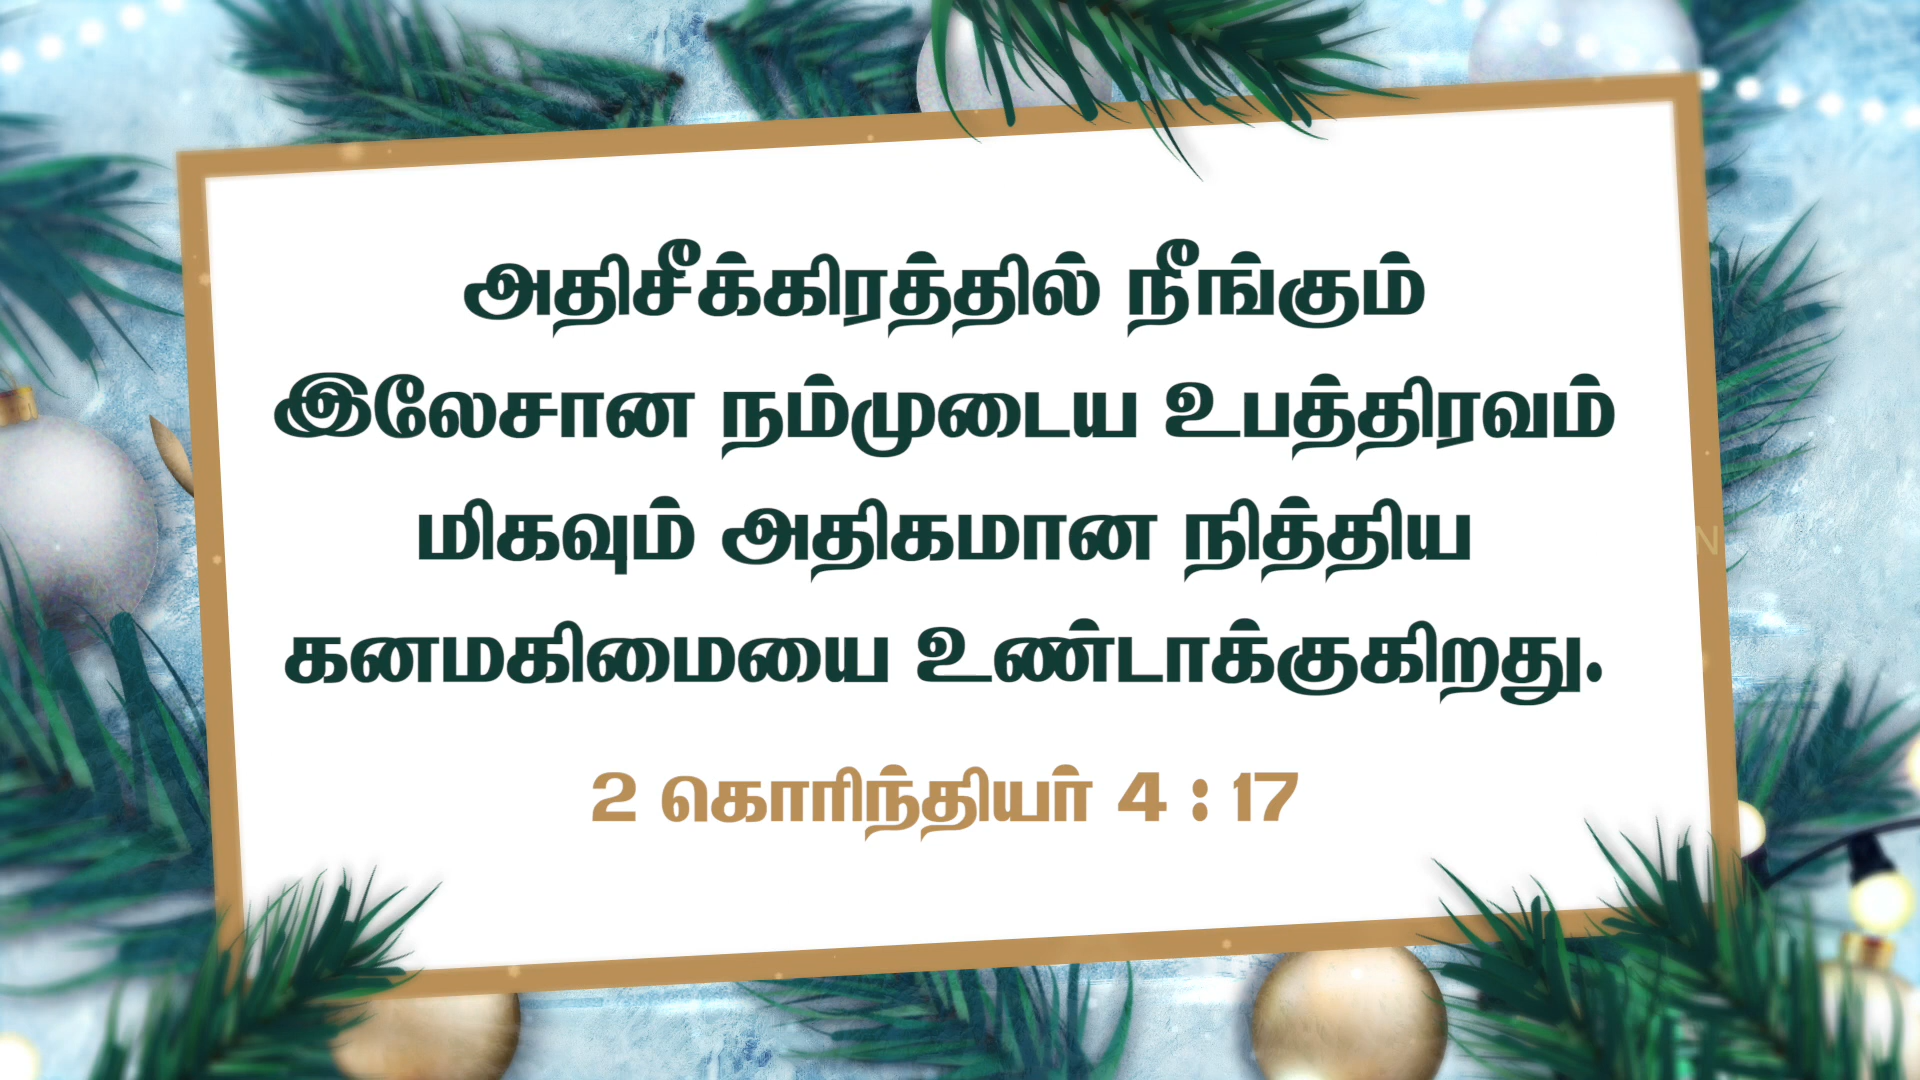 அதிசீக்கிரத்தில் நீங்கும்
இலேசான நம்முடைய உபத்திரவம்
மிகவும் அதிகமான நித்திய
கனமகிமையை உண்டாக்குகிறது.
2 கொரிந்தியர் 4 : 17
N